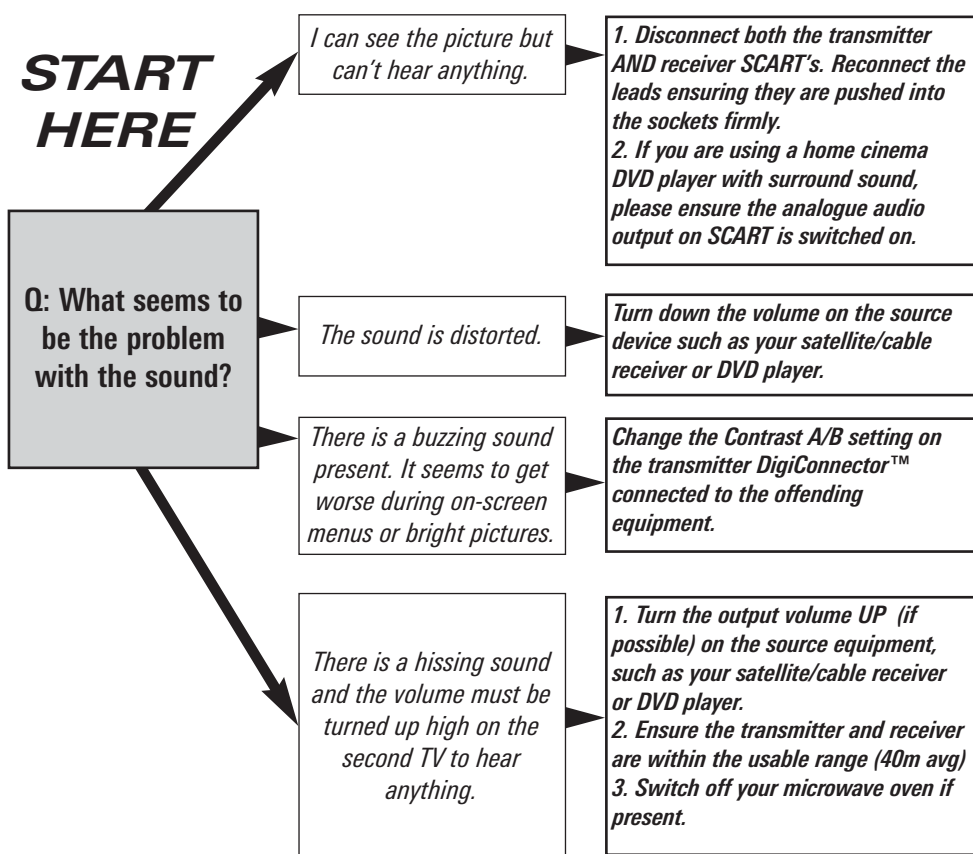 START
HERE
Q: What seems to
be the problem
with the sound?
I can see the picture but
can't hear anything.
1. Disconnect both the transmitter
AND receiver SCART's. Reconnect the
leads ensuring they are pushed into
the sockets firmly.
2. If you are using a home cinema
DVD player with surround sound,
please ensure the analogue audio
output on SCART is switched on.
The sound is distorted.
Turn down the volume on the source
device such as your satellite/cable
receiver or DVD player.
There is a buzzing sound
present. It seems to get
worse during on-screen
menus or bright pictures.
Change the Contrast A/B setting on
the transmitter DigiConnector™
connected to the offending
equipment.
There is a hissing sound
and the volume must be
turned up high on the
second TV to hear
anything.
1. Turn the output volume UP (if
possible) on the source equipment,
such as your satellite/cable receiver
or DVD player.
2. Ensure the transmitter and receiver
are within the usable range (40m avg)
3. Switch off your microwave oven if
present.